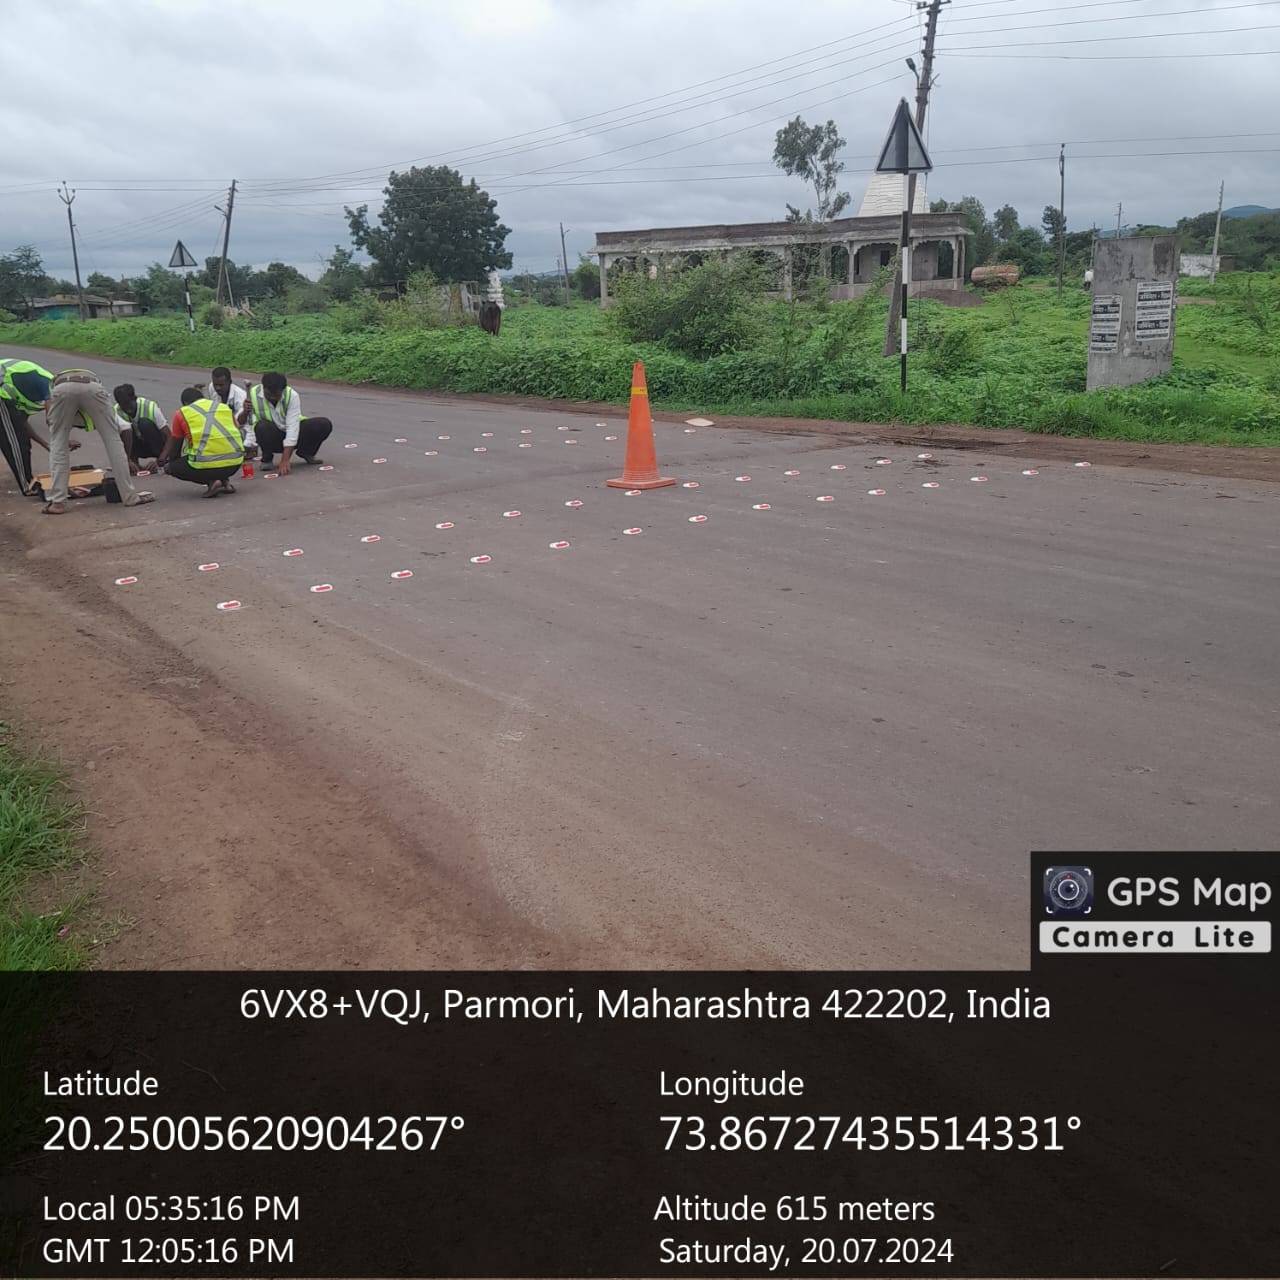 GPS Map
Camera Lite
6VX8+VQJ, Parmori, Maharashtra 422202, India
Latitude
20.25005620904267°
Longitude
73.86727435514331°
Local 05:35:16 PM
GMT 12:05:16 PM
Altitude 615 meters
Saturday, 20.07.2024